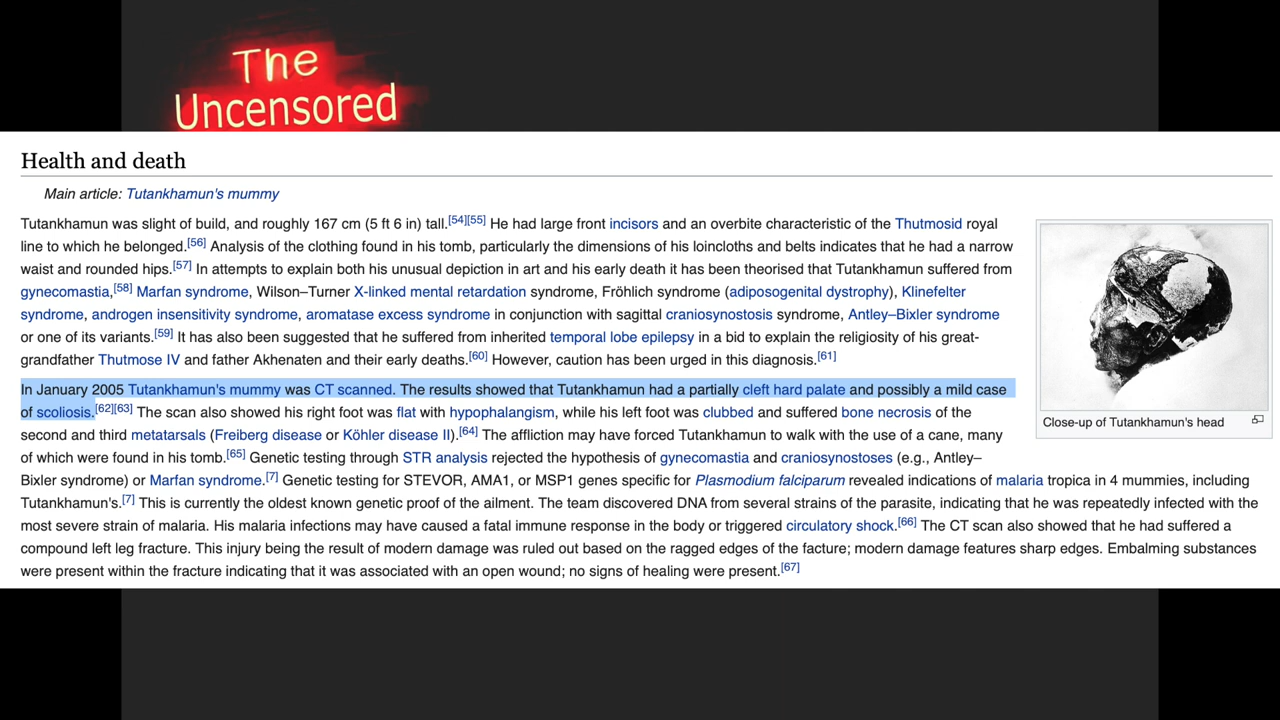 The
Uncensored
Health and death
Main article: Tutankhamun's mummy
Tutankhamun was slight of build, and roughly 167 cm (5 ft 6 in) tall.[54][55] He had large front incisors and an overbite characteristic of the Thutmosid royal
line to which he belonged.[56] Analysis of the clothing found in his tomb, particularly the dimensions of his loincloths and belts indicates that he had a narrow
waist and rounded hips.[57] In attempts to explain both his unusual depiction in art and his early death it has been theorised that Tutankhamun suffered from
gynecomastia,[58] Marfan syndrome, Wilson–Turner X-linked mental retardation syndrome, Fröhlich syndrome (adiposogenital dystrophy), Klinefelter
syndrome, androgen insensitivity syndrome, aromatase excess syndrome in conjunction with sagittal craniosynostosis syndrome, Antley–Bixler syndrome
or one of its variants.[59] It has also been suggested that he suffered from inherited temporal lobe epilepsy in a bid to explain the religiosity of his great-
grandfather Thutmose IV and father Akhenaten and their early deaths.[60] However, caution has been urged in this diagnosis.[61]
In January 2005 Tutankhamun's mummy was CT scanned. The results showed that Tutankhamun had a partially cleft hard palate and possibly a mild case
of scoliosis.[62][63] The scan also showed his right foot was flat with hypophalangism, while his left foot was clubbed and suffered bone necrosis of the
second and third metatarsals (Freiberg disease or Köhler disease II).[64] The affliction may have forced Tutankhamun to walk with the use of a cane, many
of which were found in his tomb.[65] Genetic testing through STR analysis rejected the hypothesis of gynecomastia and craniosynostoses (e.g., Antley–
Bixler syndrome) or Marfan syndrome.[7] Genetic testing for STEVOR, AMA1, or MSP1 genes specific for Plasmodium falciparum revealed indications of malaria tropica in 4 mummies, including
Tutankhamun's.[7] This is currently the oldest known genetic proof of the ailment. The team discovered DNA from several strains of the parasite, indicating that he was repeatedly infected with the
most severe strain of malaria. His malaria infections may have caused a fatal immune response in the body or triggered circulatory shock.[66] The CT scan also showed that he had suffered a
compound left leg fracture. This injury being the result of modern damage was ruled out based on the ragged edges of the facture; modern damage features sharp edges. Embalming substances
were present within the fracture indicating that it was associated with an open wound; no signs of healing were present.[67]
Close-up of Tutankhamun's head